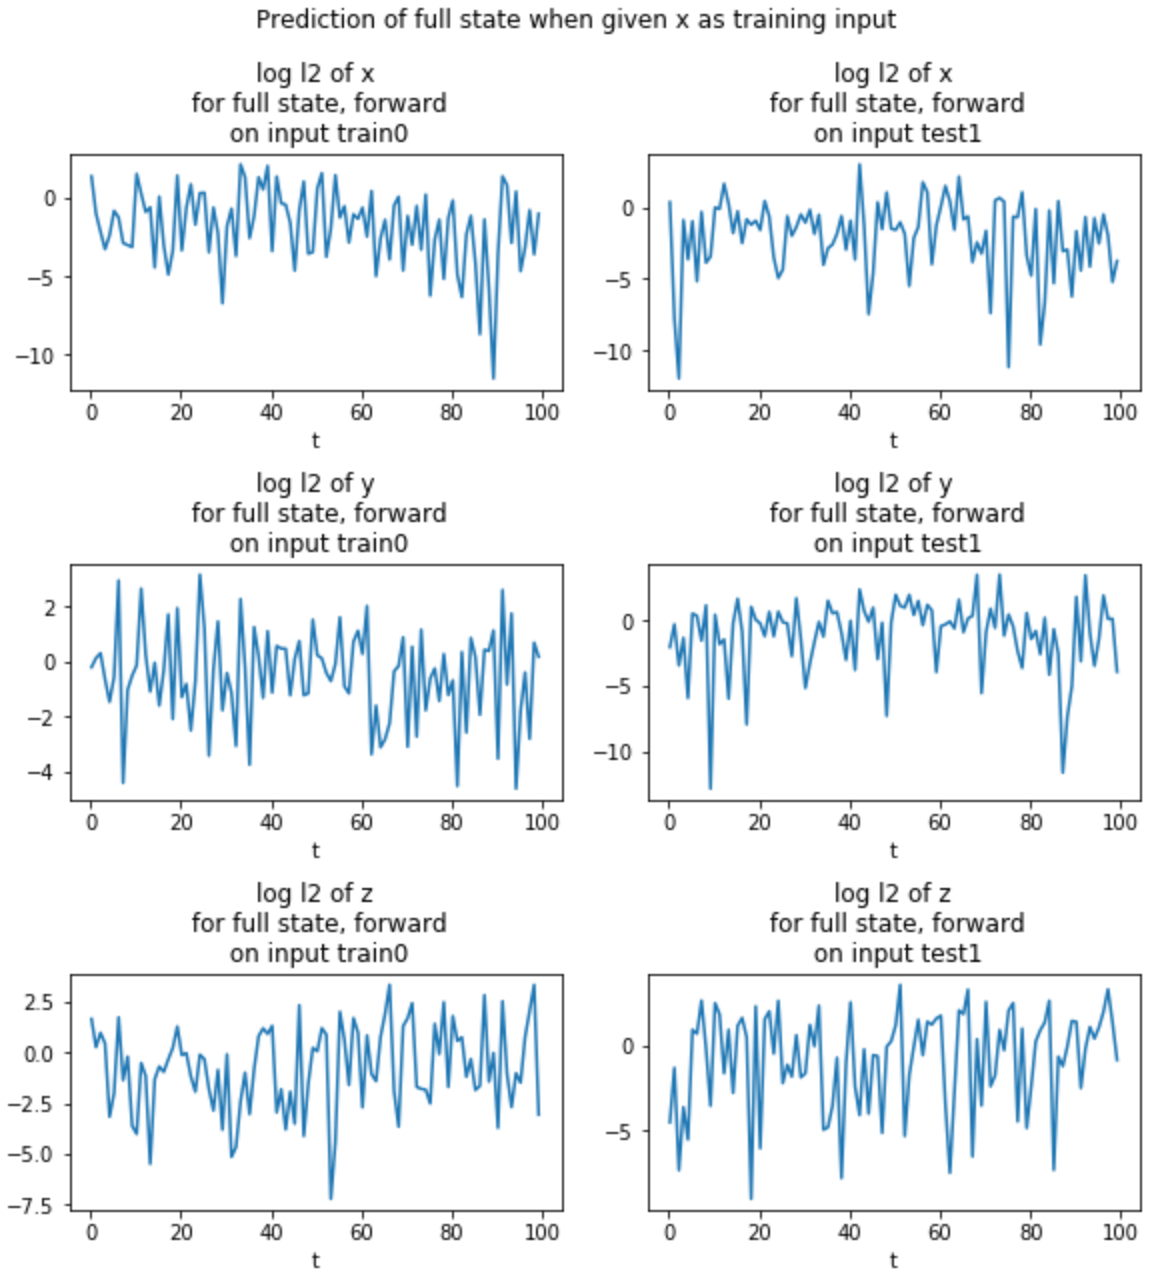 Prediction of full state when given x as training input
log l2 of x
for full state, forward
on input train0
0
−5
−10
0 20 40 60 80 100
t
log l2 of x
for full state, forward
on input test1
0
−5
−10
0 20 40 60 80 100
t
log l2 of y
for full state, forward
on input train0
2
0
−2
−4
0 20 40 60 80 100
t
log l2 of y
for full state, forward
on input test1
0
−5
−10
0 20 40 60 80 100
t
log l2 of z
for full state, forward
on input train0
2.5
0.0
−2.5
−5.0
−7.5
0 20 40 60 80 100
t
log l2 of z
for full state, forward
on input test1
0
−5
0 20 40 60 80 100
t